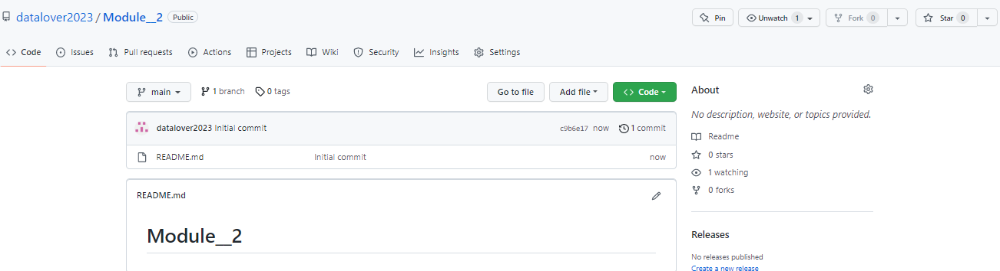 datalover2023 / Module__2 Public
Pin
Unwatch 1
Fork 0
Star 0
Code
Issues
Pull requests
Actions
Projects
Wiki
Security
Insights
Settings
main
1 branch
0 tags
Go to file
Add file
Code
datalover2023 Initial commit
c9b6e17 now
1 commit
README.md
Initial commit
now
README.md
Module__2
About
No description, website, or topics provided.
Readme
0 stars
1 watching
0 forks
Releases
No releases published
Create a new release